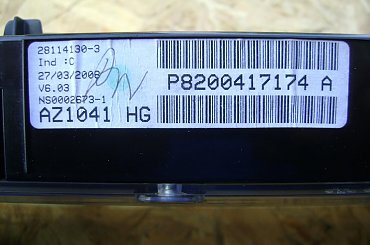 28114130-3
Ind :C
27/03/2006
V6.03
NS0002673-1
AZ1041 HG
P8200417174 A